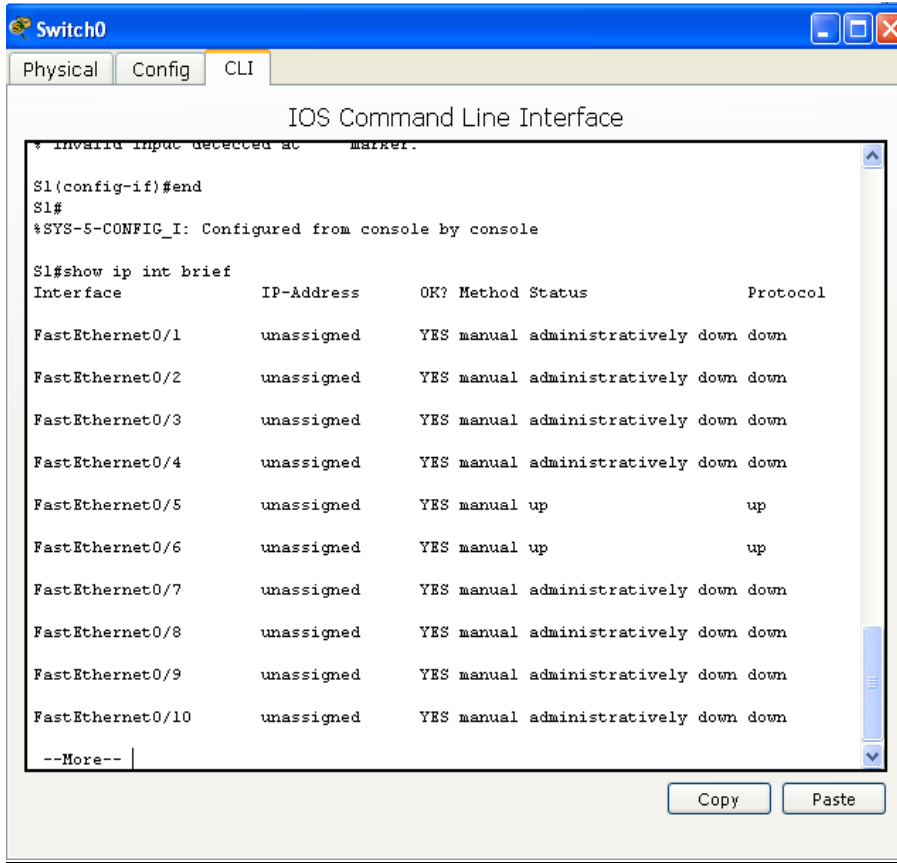 Switch0
Physical Config CLI
IOS Command Line Interface
% Invalid input detected at marker.
S1(config-if)#end
S1#
%SYS-5-CONFIG_I: Configured from console by console
S1#show ip int brief
Interface IP-Address OK? Method Status Protocol
FastEthernet0/1 unassigned YES manual administratively down down
FastEthernet0/2 unassigned YES manual administratively down down
FastEthernet0/3 unassigned YES manual administratively down down
FastEthernet0/4 unassigned YES manual administratively down down
FastEthernet0/5 unassigned YES manual up up
FastEthernet0/6 unassigned YES manual up up
FastEthernet0/7 unassigned YES manual administratively down down
FastEthernet0/8 unassigned YES manual administratively down down
FastEthernet0/9 unassigned YES manual administratively down down
FastEthernet0/10 unassigned YES manual administratively down down
--More--
Copy Paste